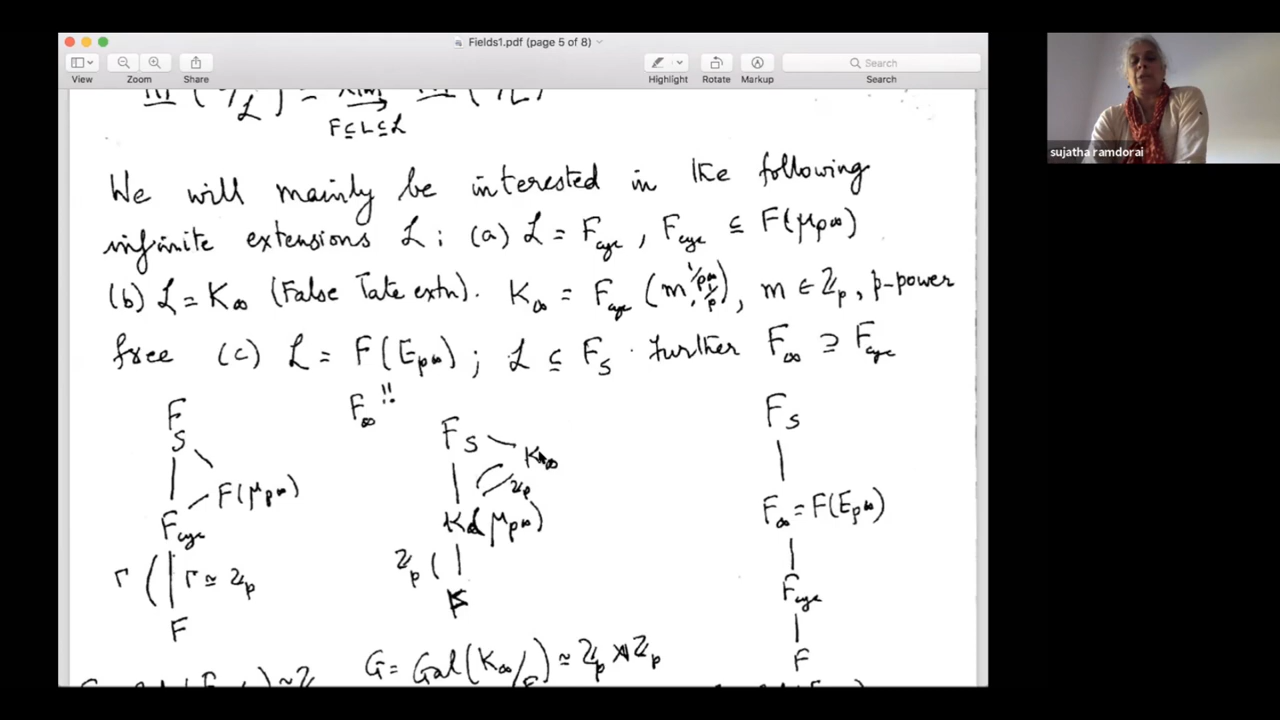 Fields1.pdf (page 5 of 8)
View Zoom Share Highlight Rotate Markup Search
Search
F ⊆ L ⊆ 𝓛
We will mainly be interested in the following
infinite extensions 𝓛 : (a) 𝓛 = F_cyc , F_cyc ⊆ F(μ_p∞)
(b) 𝓛 = K_∞ (False Tate extn). K_∞ = F_cyc (m^1/p∞), m ∈ ℤ_p, p-power
free (c) 𝓛 = F(E_p∞) ; 𝓛 ⊆ F_S . further F_∞ ⊇ F_cyc
F_∞ !!
F_S
F(μ_p∞)
F_cyc
Γ Γ ≃ ℤ_p
F
F_S
K_∞
ℤ_p
(μ_p∞)
ℤ_p
F_S
F_∞ = F(E_p∞)
F_cyc
F
G = Gal(K_∞/F) ≃ ℤ_p ⋊ ℤ_p
sujatha ramdorai